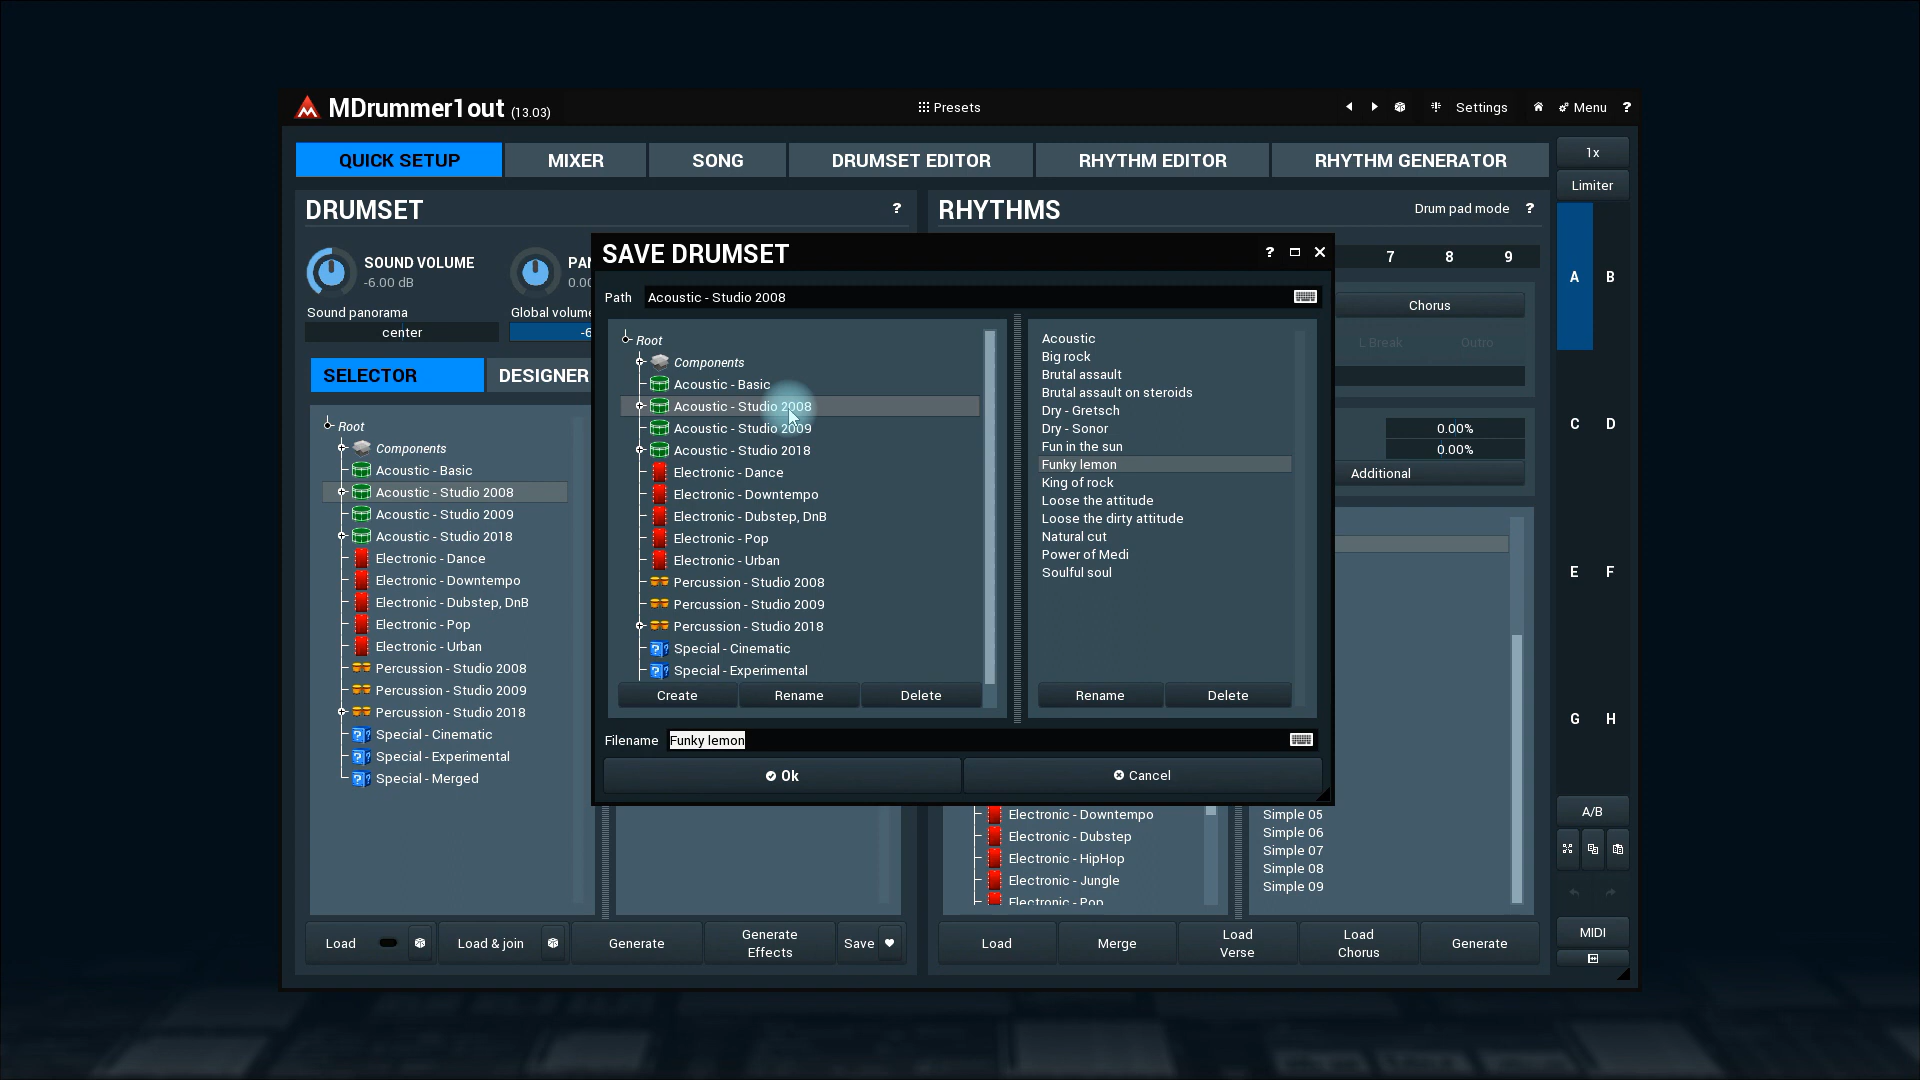 MDrummer1out (13.03)
Presets
Settings
Menu
?
QUICK SETUP
MIXER
SONG
DRUMSET EDITOR
RHYTHM EDITOR
RHYTHM GENERATOR
1x
Limiter
DRUMSET
?
RHYTHMS
Drum pad mode
?
SOUND VOLUME
-6.00 dB
Sound panorama
center
Global volume
7 8 9
Chorus
L Break
Outro
0.00%
0.00%
Additional
SELECTOR
DESIGNER
Root
Components
Acoustic - Basic
Acoustic - Studio 2008
Acoustic - Studio 2009
Acoustic - Studio 2018
Electronic - Dance
Electronic - Downtempo
Electronic - Dubstep, DnB
Electronic - Pop
Electronic - Urban
Percussion - Studio 2008
Percussion - Studio 2009
Percussion - Studio 2018
Special - Cinematic
Special - Experimental
Special - Merged
SAVE DRUMSET
?
Path
Acoustic - Studio 2008
Root
Components
Acoustic - Basic
Acoustic - Studio 2008
Acoustic - Studio 2009
Acoustic - Studio 2018
Electronic - Dance
Electronic - Downtempo
Electronic - Dubstep, DnB
Electronic - Pop
Electronic - Urban
Percussion - Studio 2008
Percussion - Studio 2009
Percussion - Studio 2018
Special - Cinematic
Special - Experimental
Create
Rename
Delete
Acoustic
Big rock
Brutal assault
Brutal assault on steroids
Dry - Gretsch
Dry - Sonor
Fun in the sun
Funky lemon
King of rock
Loose the attitude
Loose the dirty attitude
Natural cut
Power of Medi
Soulful soul
Rename
Delete
Filename
Funky lemon
Ok
Cancel
Electronic - Downtempo
Electronic - Dubstep
Electronic - HipHop
Electronic - Jungle
Electronic - Pop
Simple 05
Simple 06
Simple 07
Simple 08
Simple 09
A B
C D
E F
G H
A/B
MIDI
Load
Load & join
Generate
Generate
Effects
Save
Load
Merge
Load
Verse
Load
Chorus
Generate